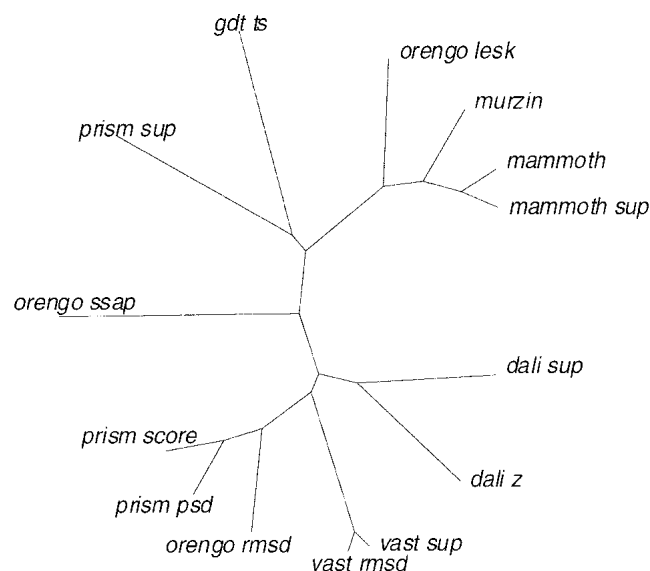 gdt ts
orengo lesk
murzin
prism sup
mammoth
mammoth sup
orengo ssap
dali sup
prism score
dali z
prism psd
orengo rmsd
vast sup
vast rmsd